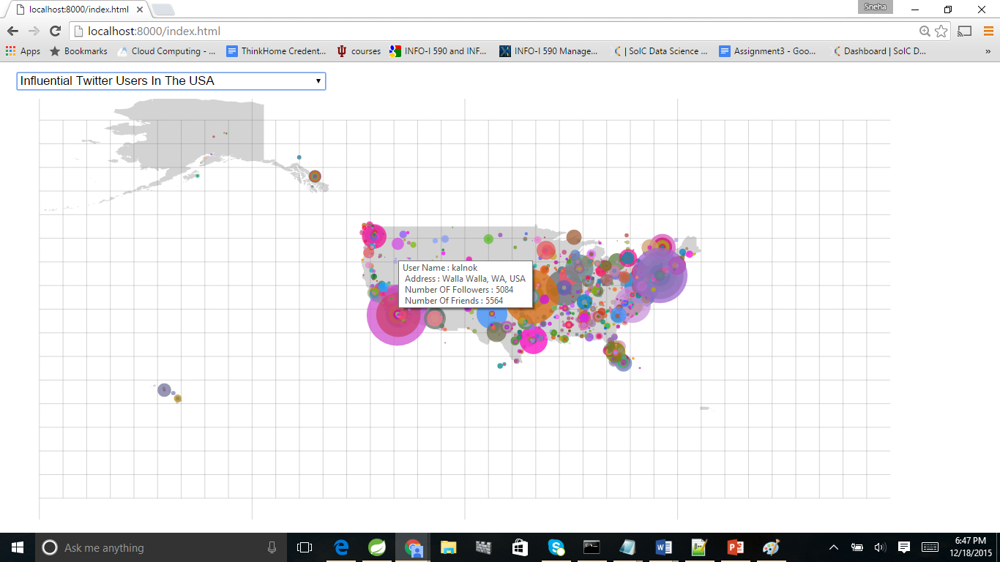 localhost:8000/index.html
Sneha
localhost:8000/index.html
Apps Bookmarks Cloud Computing - ... ThinkHome Credent... courses INFO-I 590 and INF... INFO-I 590 Manage... | SoIC Data Science ... Assignment3 - Goo... Dashboard | SoIC D... »
Influential Twitter Users In The USA
User Name : kalnok
Address : Walla Walla, WA, USA
Number OF Followers : 5084
Number Of Friends : 5564
Ask me anything
6:47 PM
12/18/2015